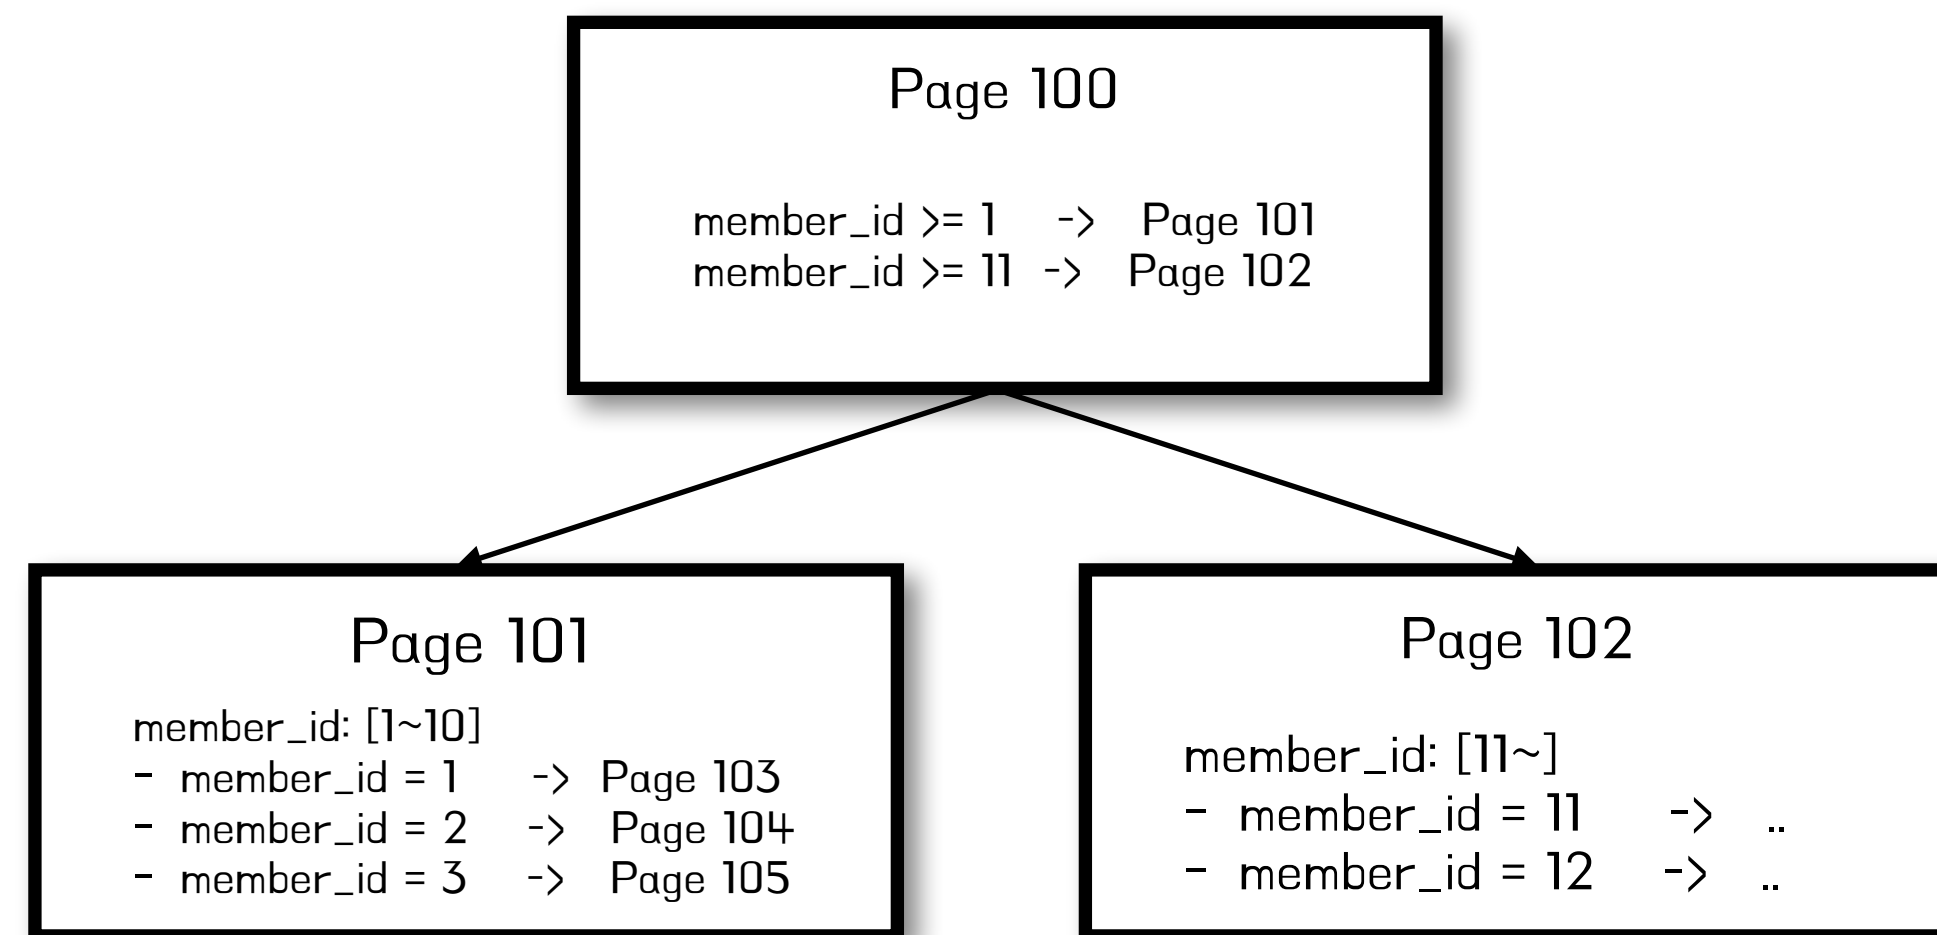 Page 100
member_id >= 1 -> Page 101
member_id >= 11 -> Page 102
Page 101
member_id: [1~10]
- member_id = 1 -> Page 103
- member_id = 2 -> Page 104
- member_id = 3 -> Page 105
Page 102
member_id: [11~]
- member_id = 11 -> ..
- member_id = 12 -> ..